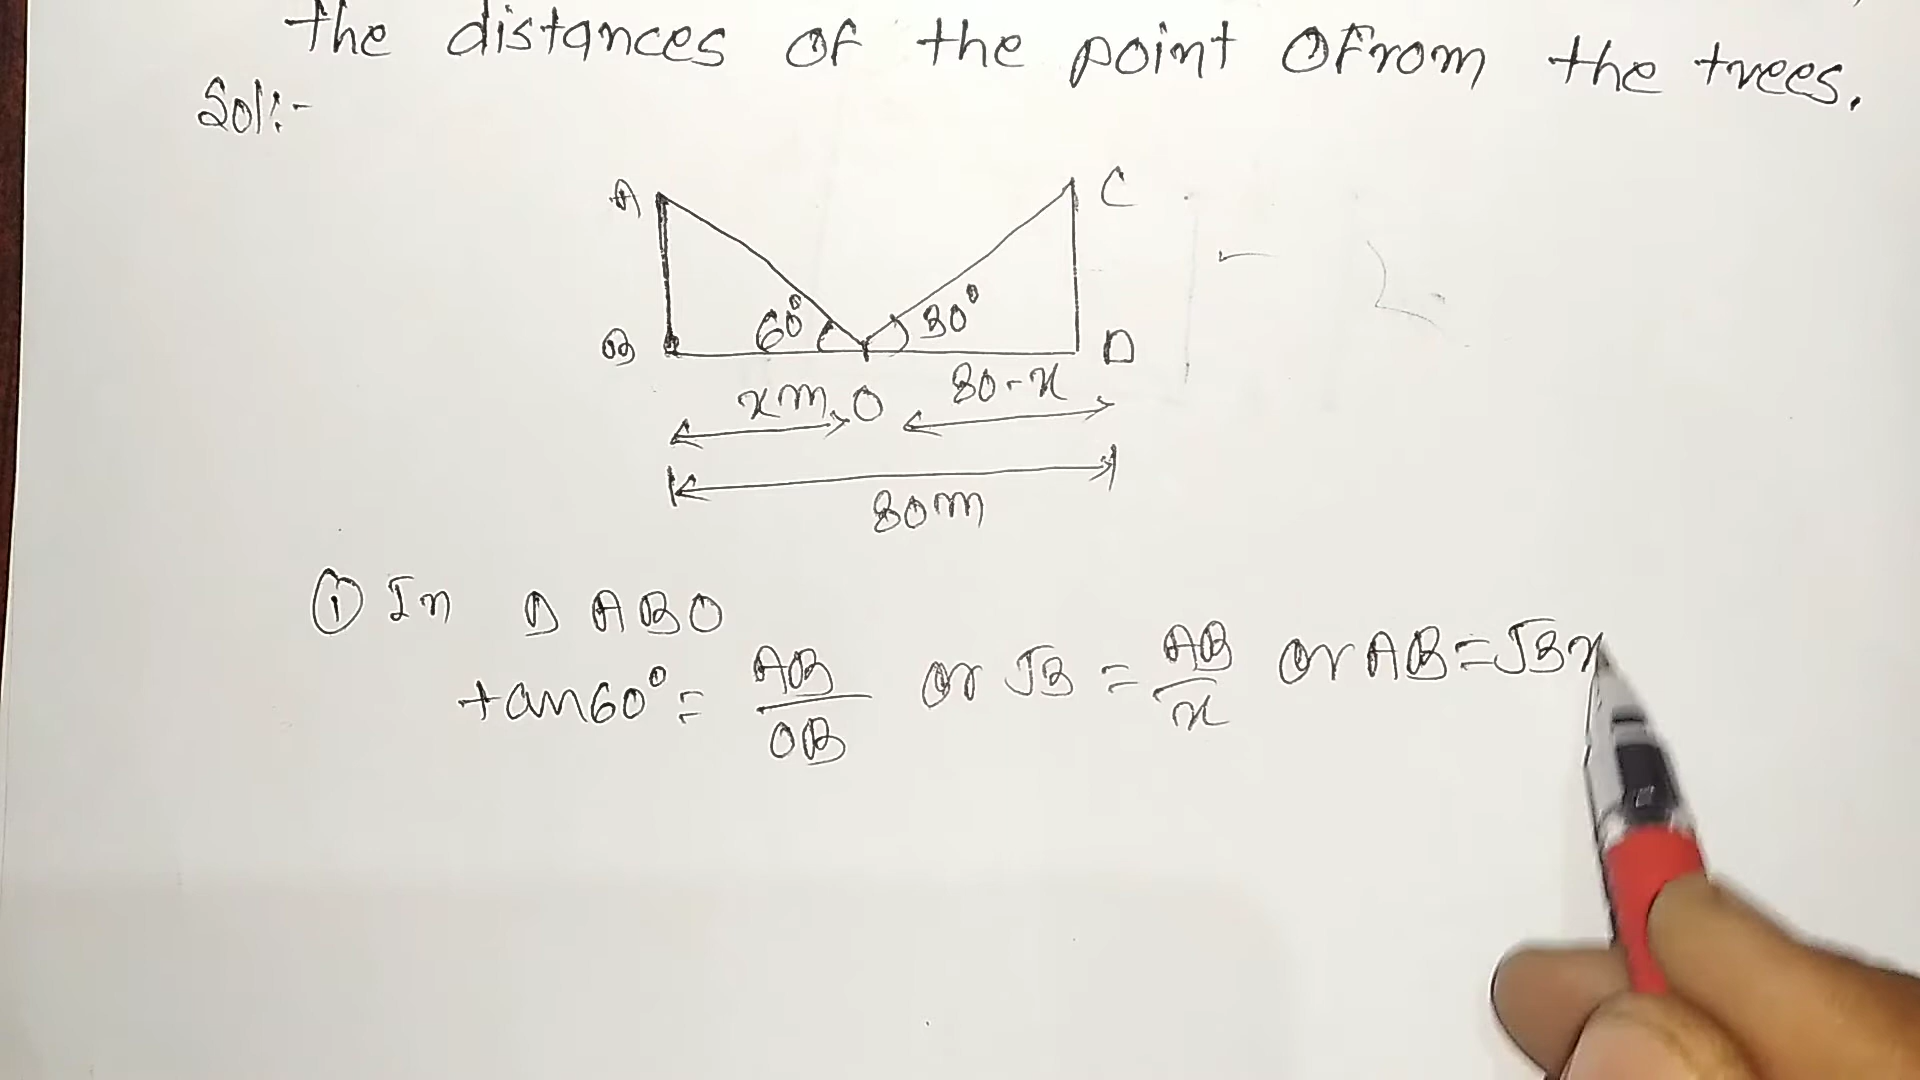 the distances of the point O from the trees.
Sol:-
A C
60° 30°
B D
xm O 80-x
80m
① In Δ ABO
tan60° = AB/OB or √3 = AB/x or AB = √3x